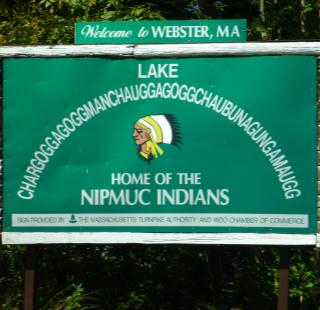 Welcome to WEBSTER, MA
LAKE
CHARGOGGAGOGGMANCHAUGGAGOGGCHAUBUNAGUNGAMAUGG
HOME OF THE
NIPMUC INDIANS
SIGN PROVIDED BY THE MASSACHUSETTS TURNPIKE AUTHORITY AND WDO CHAMBER OF COMMERCE